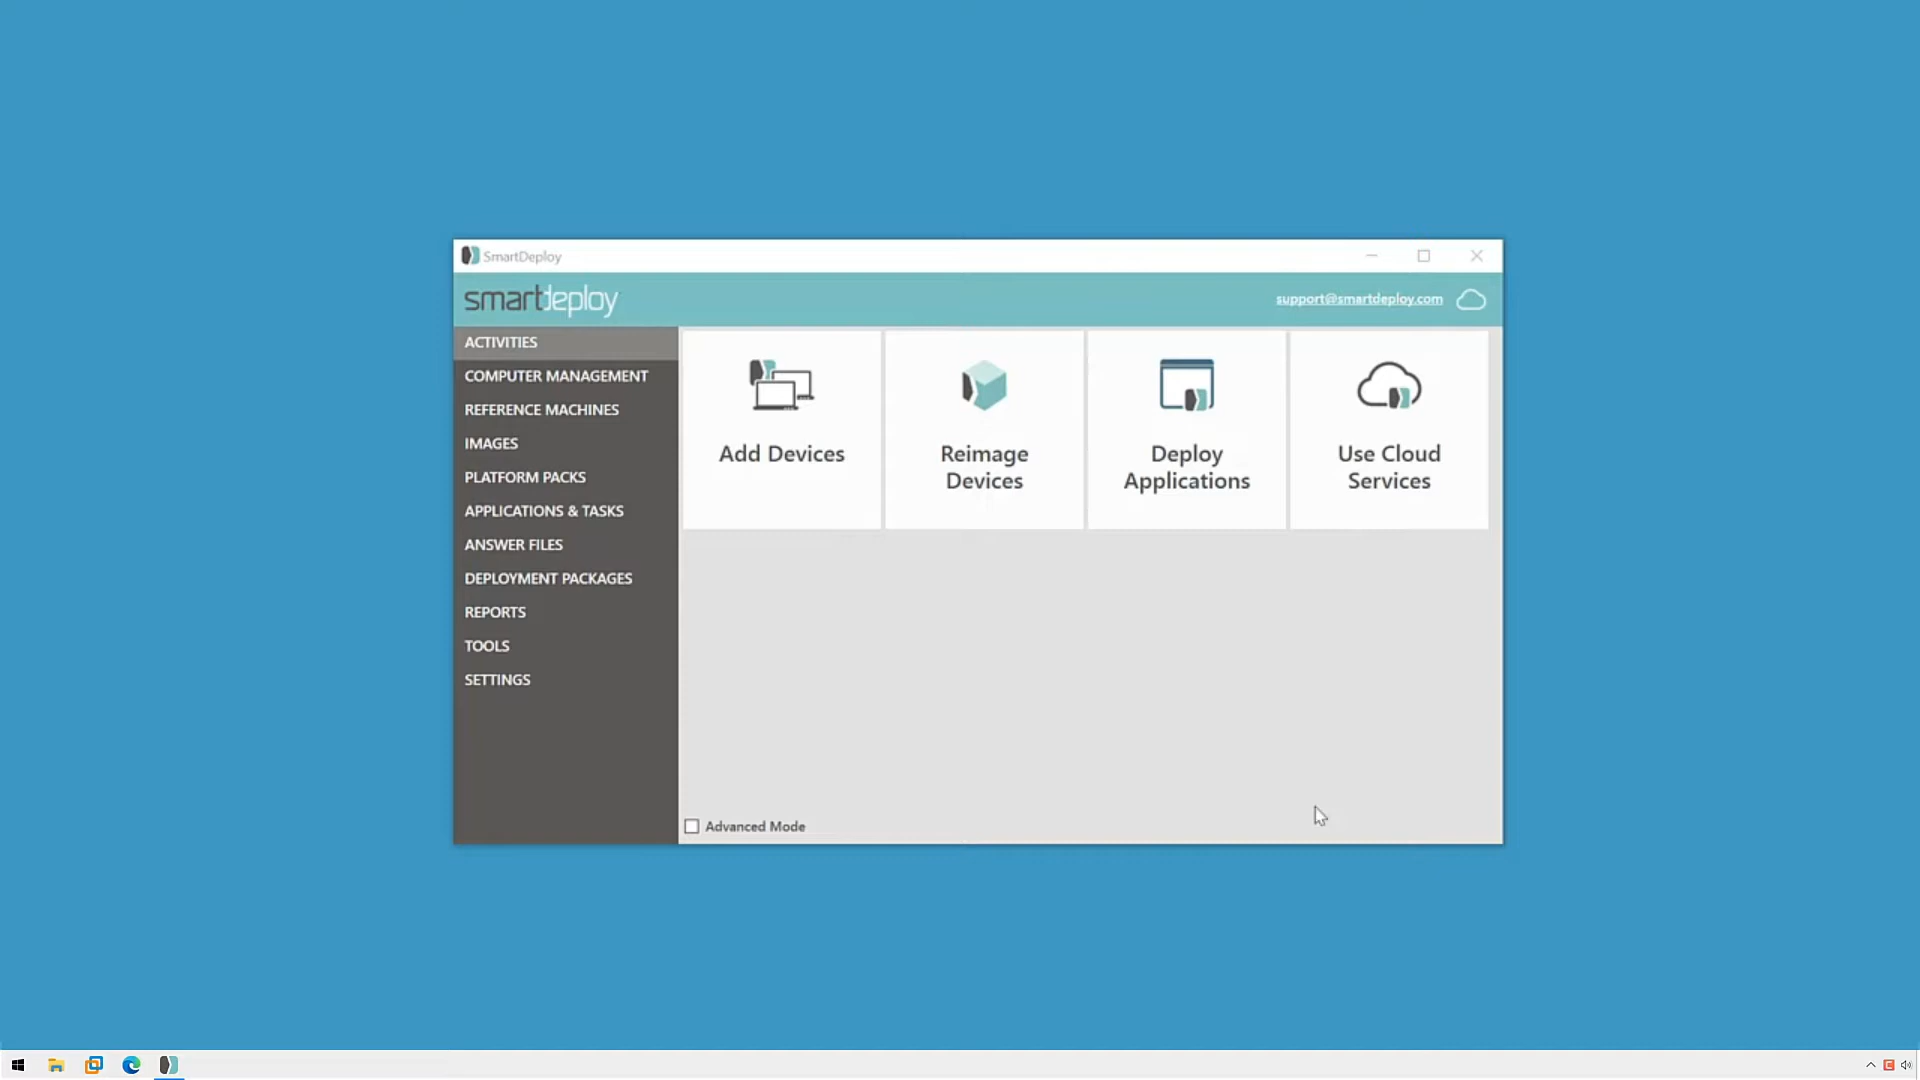 SmartDeploy
smartdeploy
support@smartdeploy.com
ACTIVITIES
COMPUTER MANAGEMENT
REFERENCE MACHINES
IMAGES
PLATFORM PACKS
APPLICATIONS & TASKS
ANSWER FILES
DEPLOYMENT PACKAGES
REPORTS
TOOLS
SETTINGS
Add Devices
Reimage
Devices
Deploy
Applications
Use Cloud
Services
Advanced Mode